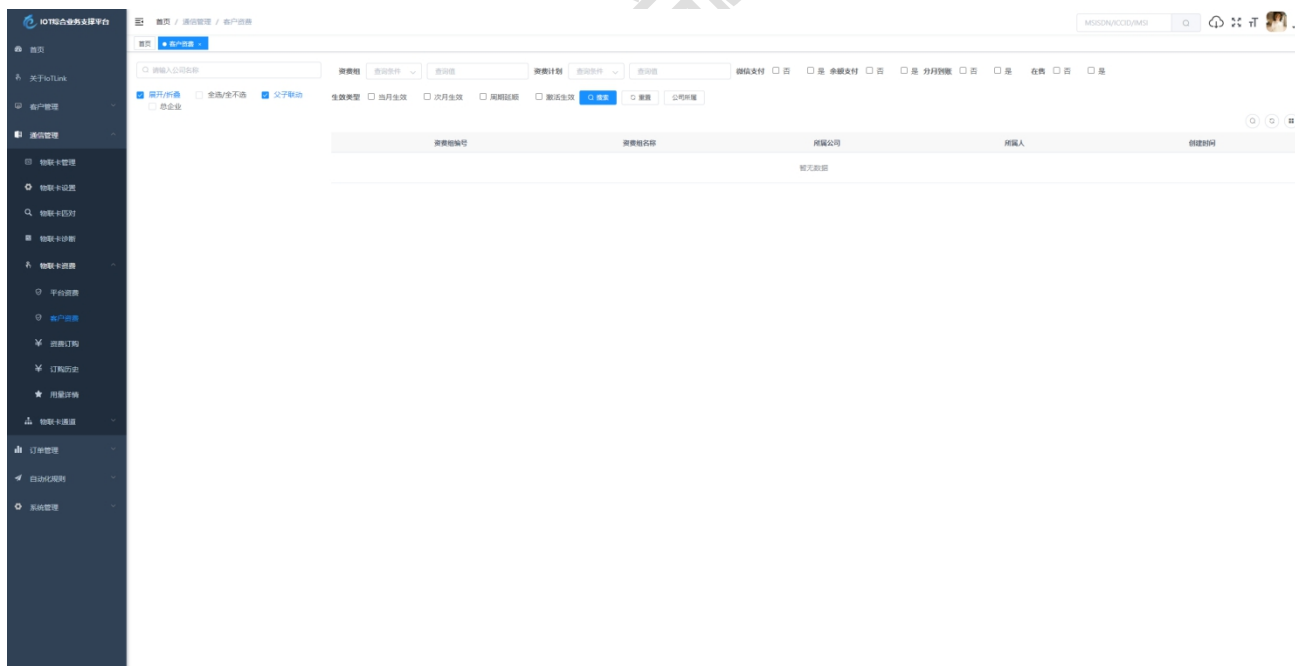 IOT综合业务支撑平台
首页 / 通信管理 / 客户资费
MSISDN/ICCID/IMSI
首页
客户资费 ×
首页
关于IoTLink
客户管理
通信管理
物联卡管理
物联卡设置
物联卡匹对
物联卡诊断
物联卡资费
平台资费
客户资费
资费订购
订购历史
用量详情
物联卡通道
订单管理
自动化规则
系统管理
请输入公司名称
展开/折叠 全选/全不选 父子联动
总企业
资费组 查询条件 查询值 资费计划 查询条件 查询值 微信支付 否 是 余额支付 否 是 分月到账 否 是 在售 否 是
生效类型 当月生效 次月生效 周期延顺 激活生效 搜索 重置 公司所属
资费组编号 资费组名称 所属公司 所属人 创建时间
暂无数据